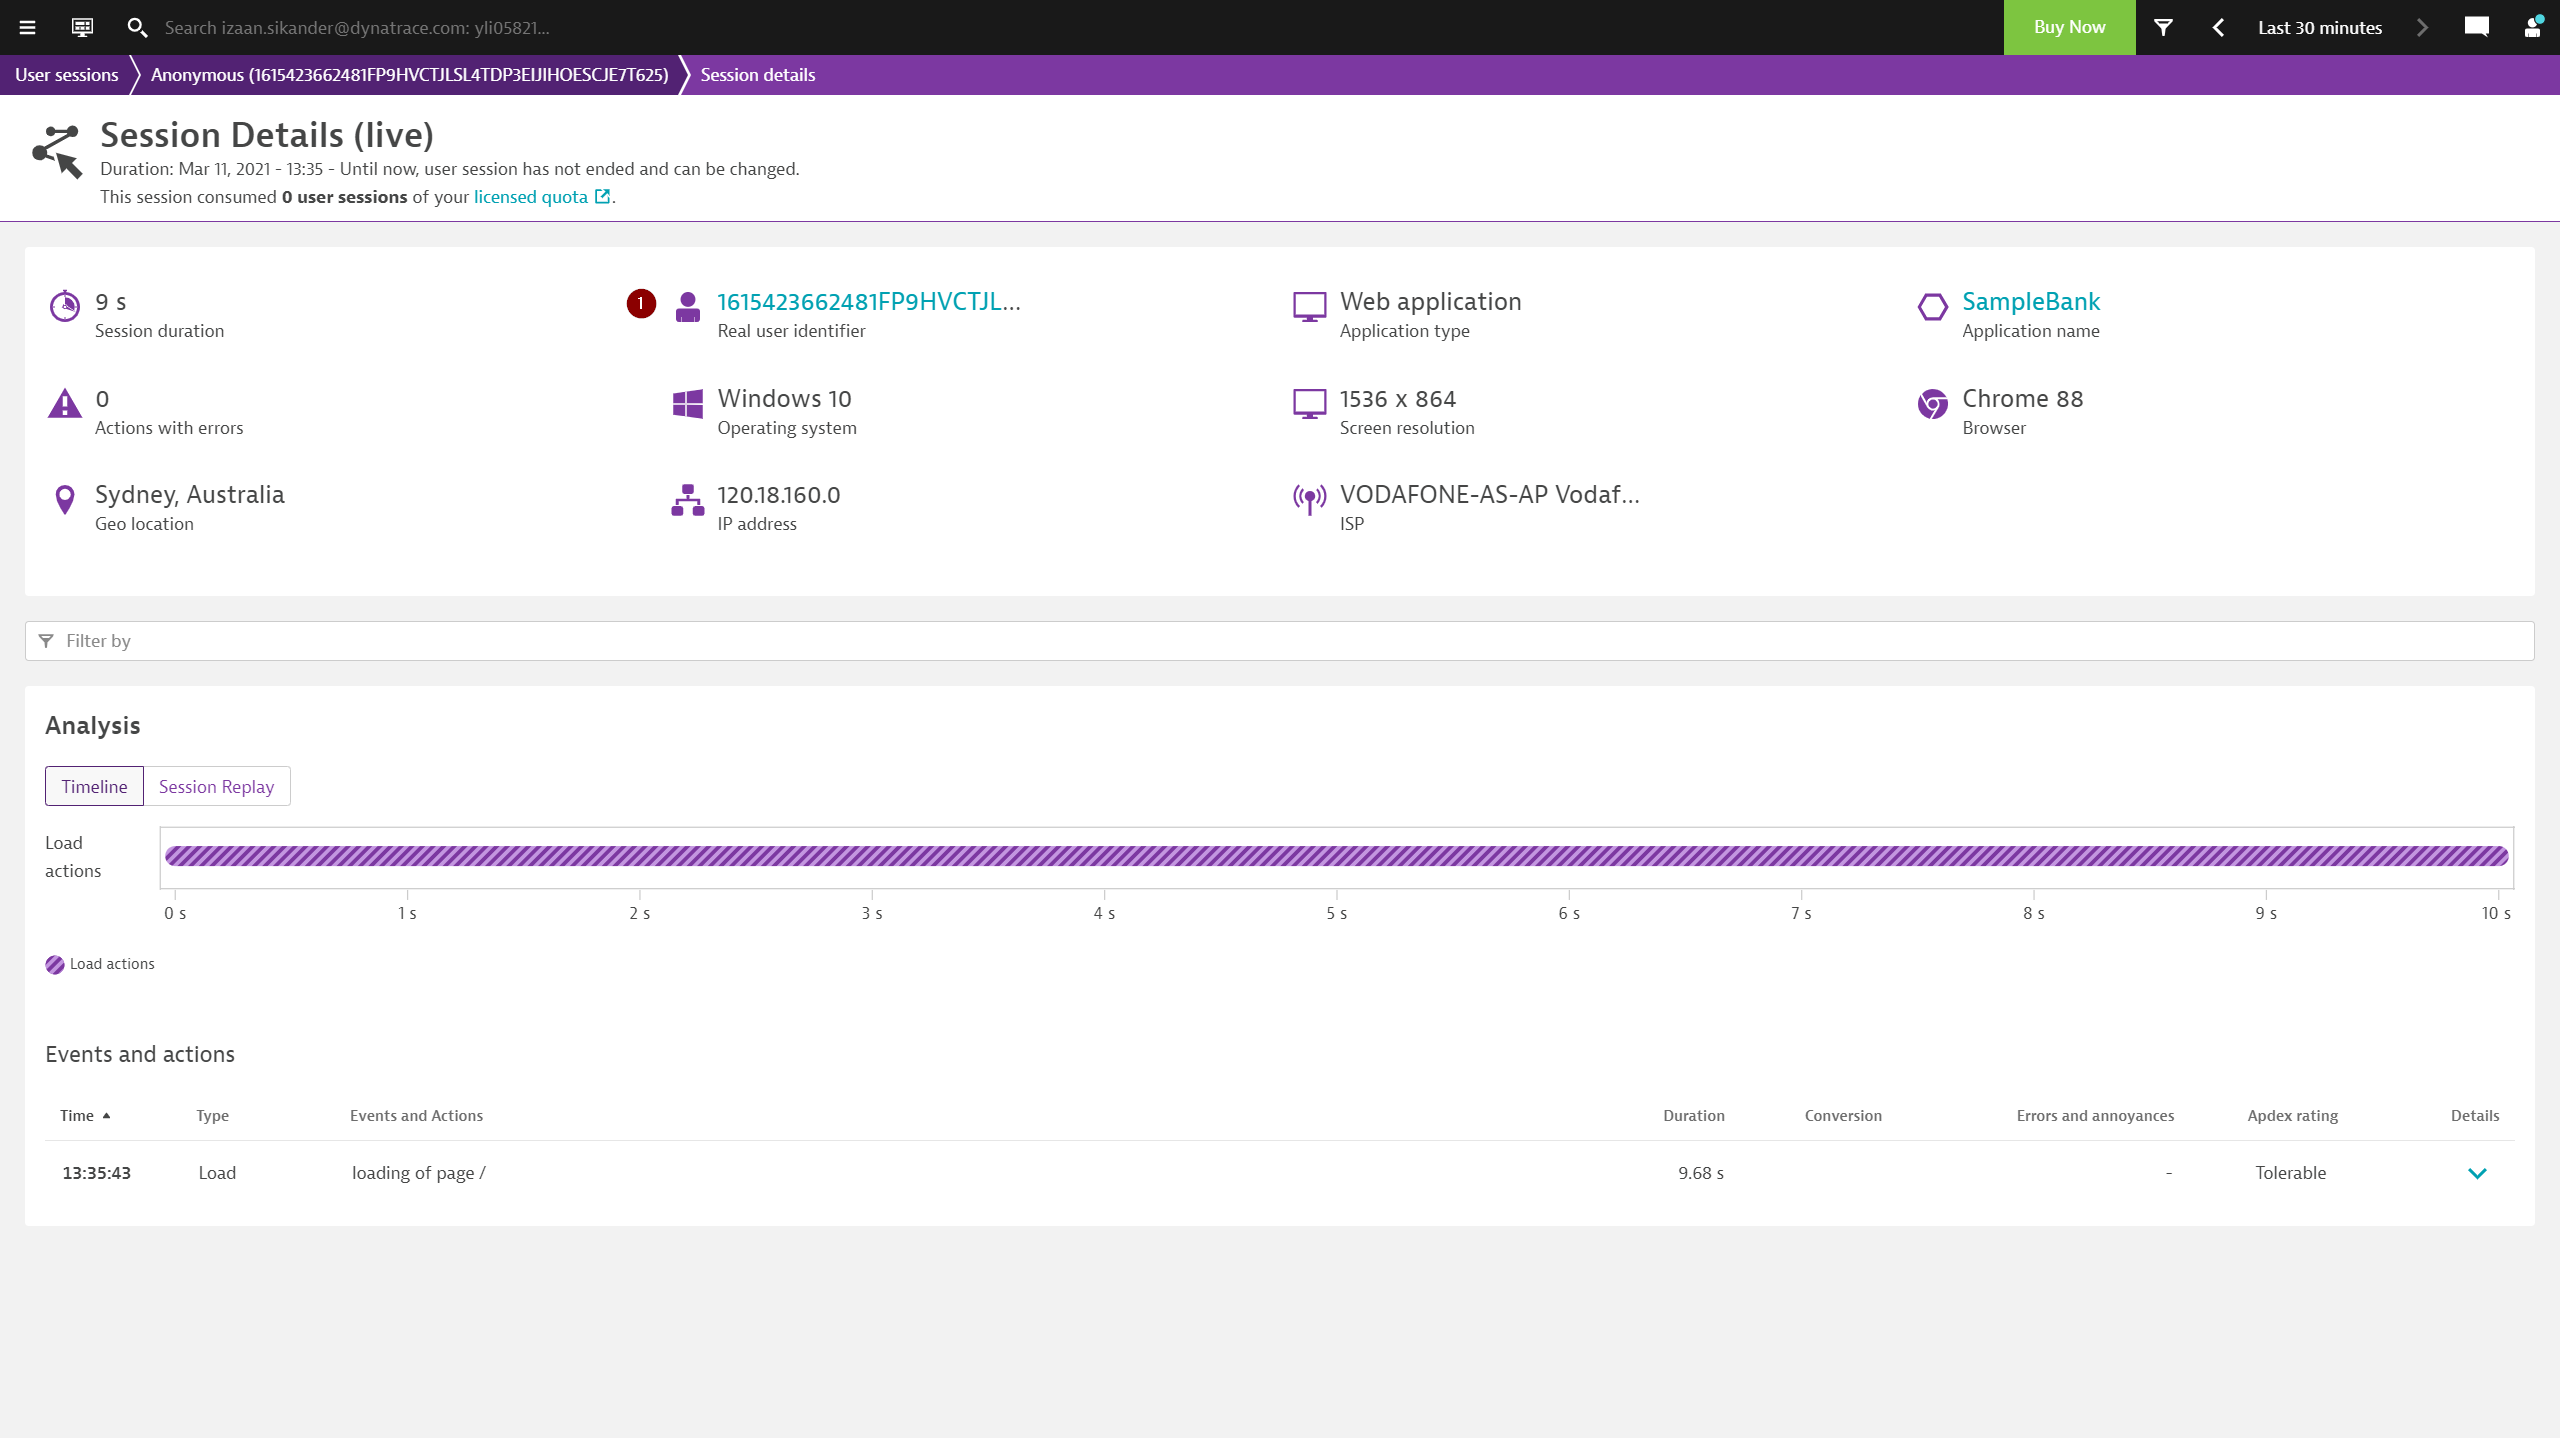 Search izaan.sikander@dynatrace.com: yli05821...
Buy Now
Last 30 minutes
User sessions
Anonymous (1615423662481FP9HVCTJLSL4TDP3EIJIHOESCJE7T625)
Session details
Session Details (live)
Duration: Mar 11, 2021 - 13:35 - Until now, user session has not ended and can be changed.
This session consumed 0 user sessions of your licensed quota .
9 s
Session duration
1
1615423662481FP9HVCTJL...
Real user identifier
Web application
Application type
SampleBank
Application name
0
Actions with errors
Windows 10
Operating system
1536 x 864
Screen resolution
Chrome 88
Browser
Sydney, Australia
Geo location
120.18.160.0
IP address
VODAFONE-AS-AP Vodaf...
ISP
Filter by
Analysis
Timeline
Session Replay
Load
actions
0 s 1 s 2 s 3 s 4 s 5 s 6 s 7 s 8 s 9 s 10 s
Load actions
Events and actions
Time Type Events and Actions Duration Conversion Errors and annoyances Apdex rating Details
13:35:43 Load loading of page / 9.68 s - Tolerable